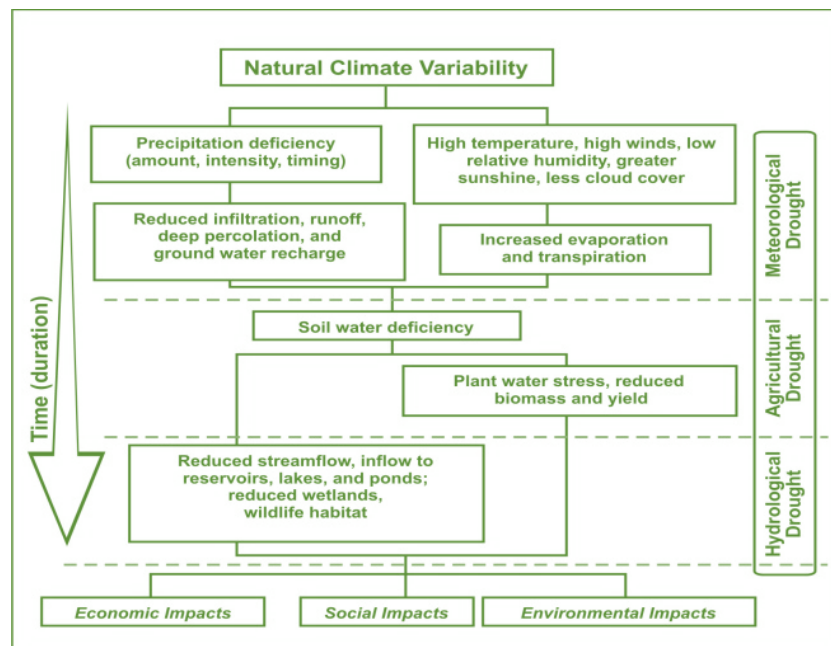 Natural Climate Variability
Precipitation deficiency
(amount, intensity, timing)
High temperature, high winds, low
relative humidity, greater
sunshine, less cloud cover
Reduced infiltration, runoff,
deep percolation, and
ground water recharge
Increased evaporation
and transpiration
Meteorological
Drought
Time (duration)
Soil water deficiency
Plant water stress, reduced
biomass and yield
Agricultural
Drought
Reduced streamflow, inflow to
reservoirs, lakes, and ponds;
reduced wetlands,
wildlife habitat
Hydrological
Drought
Economic Impacts
Social Impacts
Environmental Impacts